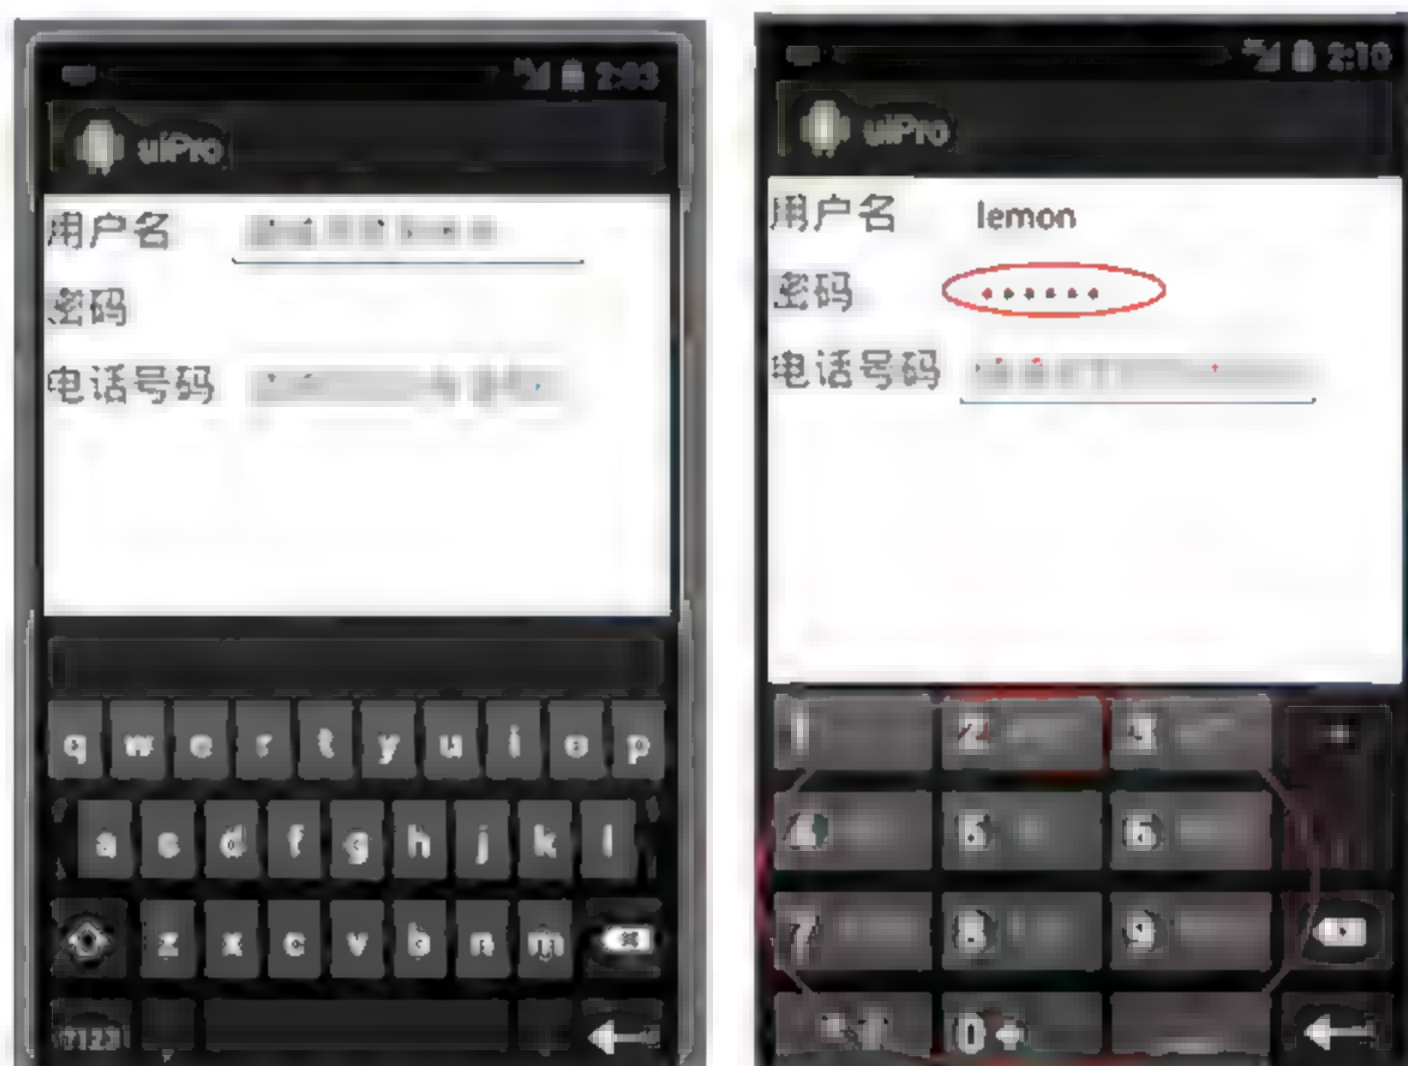 2:03
uiPro
用户名
密码
电话号码
q w e r t y u i o p
a s d f g h j k l
z x c v b n m
?123
2:10
uiPro
用户名 lemon
密码 ••••••
电话号码
1 2 3
4 5 6
7 8 9
0 +